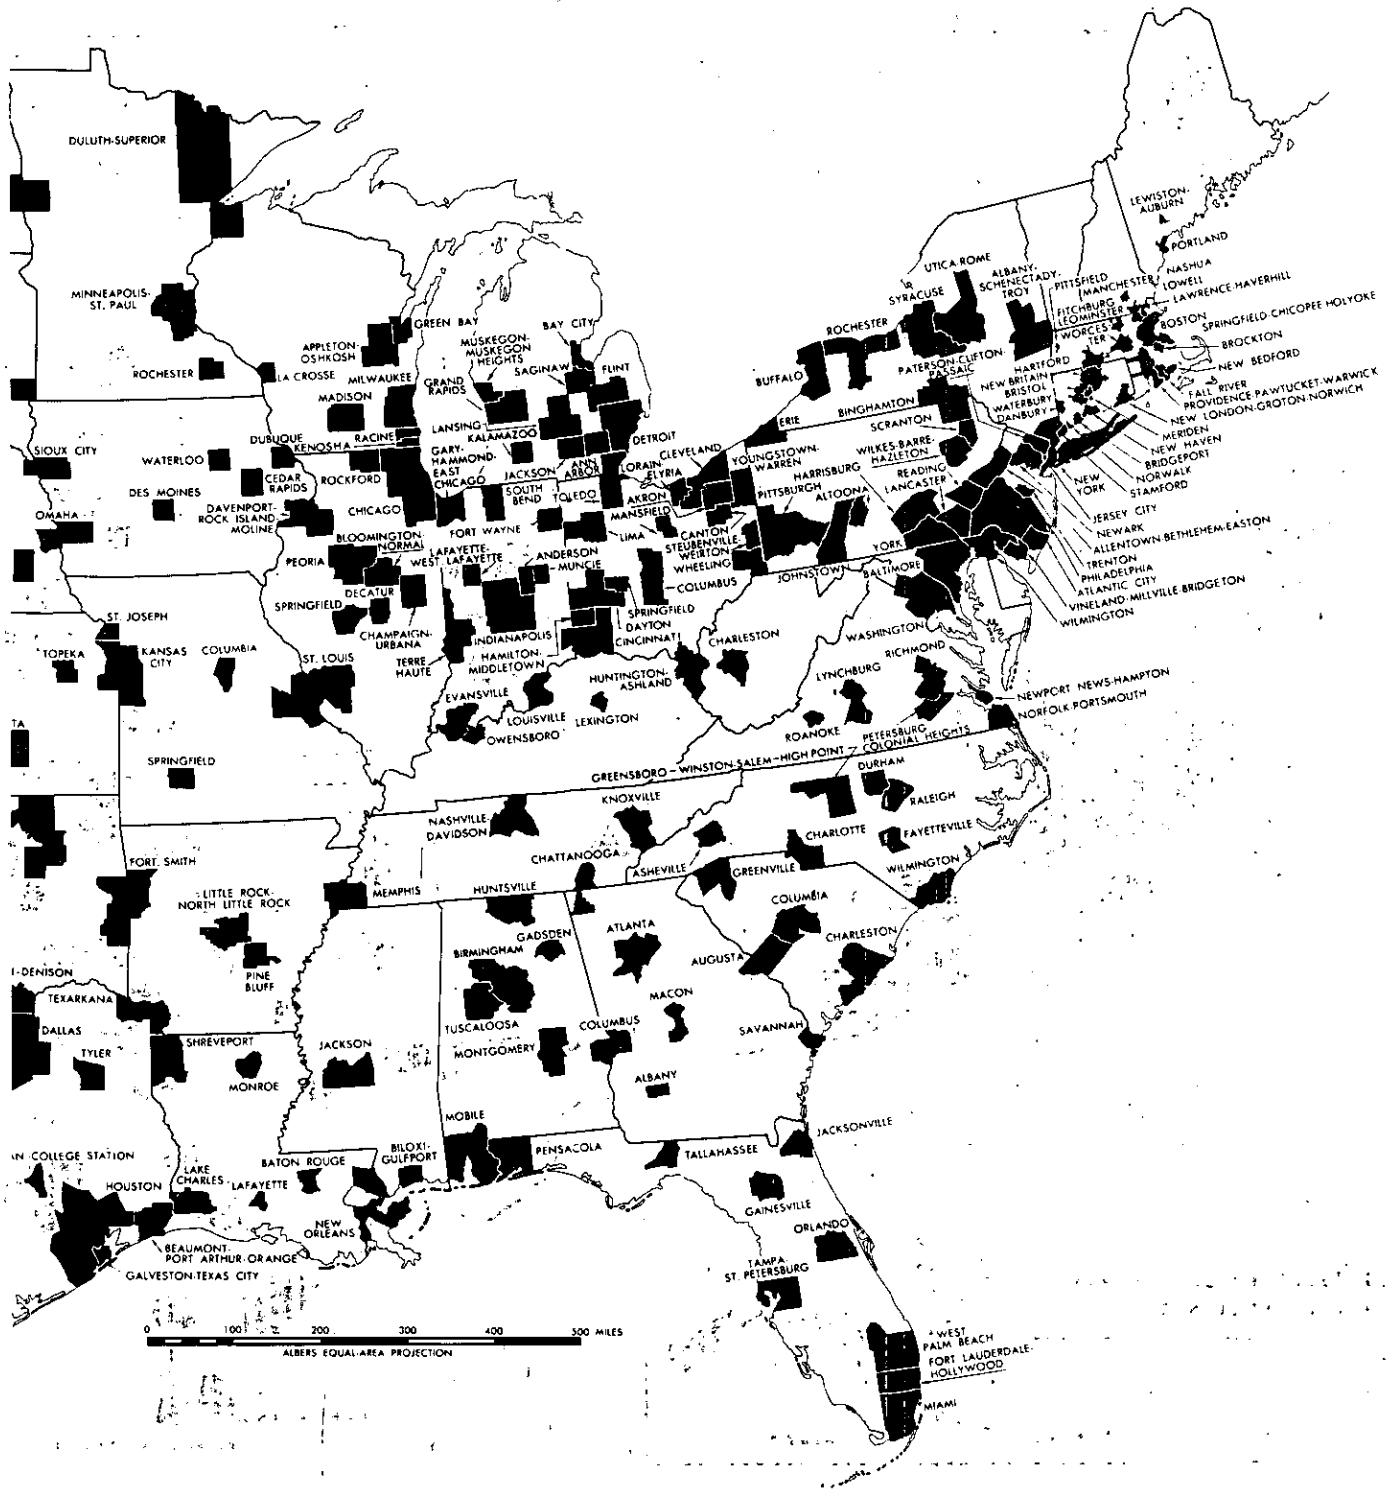 DULUTH-SUPERIOR
MINNEAPOLIS-
ST. PAUL
ROCHESTER
LA CROSSE
APPLETON-
OSHKOSH
GREEN BAY
MILWAUKEE
MADISON
RACINE
KENOSHA
DUBUQUE
WATERLOO
CEDAR
RAPIDS
SIOUX CITY
DES MOINES
OMAHA
DAVENPORT-
ROCK ISLAND-
MOLINE
ROCKFORD
CHICAGO
GARY-
HAMMOND-
EAST
CHICAGO
MUSKEGON-
MUSKEGON
HEIGHTS
GRAND
RAPIDS
BAY CITY
SAGINAW
FLINT
LANSING
KALAMAZOO
JACKSON
ANN
ARBOR
DETROIT
SOUTH
BEND
TOLEDO
FORT WAYNE
LIMA
LORAIN-
ELYRIA
CLEVELAND
AKRON
MANSFIELD
CANTON
STEUBENVILLE-
WEIRTON
WHEELING
YOUNGSTOWN-
WARREN
PITTSBURGH
ALTOONA
JOHNSTOWN
ERIE
BUFFALO
ROCHESTER
SYRACUSE
UTICA-ROME
ALBANY-
SCHENECTADY-
TROY
BINGHAMTON
SCRANTON
WILKES-BARRE-
HAZLETON
HARRISBURG
READING
LANCASTER
YORK
PATERSON-CLIFTON-
PASSAIC
LEWISTON-
AUBURN
PORTLAND
NASHUA
LOWELL
LAWRENCE-HAVERHILL
PITTSFIELD
MANCHESTER
FITCHBURG
LEOMINSTER
WORCES
TER
BOSTON
SPRINGFIELD-CHICOPEE-HOLYOKE
BROCKTON
NEW BEDFORD
FALL RIVER
PROVIDENCE-PAWTUCKET-WARWICK
NEW LONDON-GROTON-NORWICH
HARTFORD
NEW BRITAIN
BRISTOL
WATERBURY
DANBURY
MERIDEN
NEW HAVEN
BRIDGEPORT
NORWALK
STAMFORD
NEW
YORK
JERSEY CITY
NEWARK
ALLENTOWN-BETHLEHEM-EASTON
TRENTON
PHILADELPHIA
ATLANTIC CITY
VINELAND-MILLVILLE-BRIDGETON
WILMINGTON
BALTIMORE
WASHINGTON
BLOOMINGTON-
NORMAL
PEORIA
LAFAYETTE-
WEST LAFAYETTE
ANDERSON
MUNCIE
DECATUR
SPRINGFIELD
CHAMPAIGN-
URBANA
TERRE
HAUTE
INDIANAPOLIS
HAMILTON-
MIDDLETOWN
COLUMBUS
SPRINGFIELD
DAYTON
CINCINNATI
ST. JOSEPH
TOPEKA
KANSAS
CITY
COLUMBIA
ST. LOUIS
SPRINGFIELD
EVANSVILLE
LOUISVILLE
OWENSBORO
LEXINGTON
HUNTINGTON-
ASHLAND
CHARLESTON
LYNCHBURG
RICHMOND
ROANOKE
PETERSBURG
COLONIAL HEIGHTS
NEWPORT NEWS-HAMPTON
NORFOLK-PORTSMOUTH
TA
GREENSBORO - WINSTON-SALEM - HIGH POINT
DURHAM
RALEIGH
FAYETTEVILLE
CHARLOTTE
WILMINGTON
NASHVILLE-
DAVIDSON
KNOXVILLE
CHATTANOOGA
ASHEVILLE
GREENVILLE
COLUMBIA
CHARLESTON
FORT SMITH
LITTLE ROCK-
NORTH LITTLE ROCK
PINE
BLUFF
MEMPHIS
HUNTSVILLE
GADSDEN
BIRMINGHAM
TUSCALOOSA
MONTGOMERY
ATLANTA
AUGUSTA
MACON
COLUMBUS
SAVANNAH
ALBANY
-DENISON
TEXARKANA
DALLAS
TYLER
SHREVEPORT
MONROE
JACKSON
MOBILE
PENSACOLA
BILOXI-
GULFPORT
BATON ROUGE
TALLAHASSEE
JACKSONVILLE
GAINESVILLE
ORLANDO
TAMPA
ST. PETERSBURG
WEST
PALM BEACH
FORT LAUDERDALE-
HOLLYWOOD
MIAMI
AN-COLLEGE STATION
HOUSTON
LAKE
CHARLES
LAFAYETTE
NEW
ORLEANS
BEAUMONT-
PORT ARTHUR-ORANGE
GALVESTON-TEXAS CITY
0 100 200 300 400 500 MILES
ALBERS EQUAL-AREA PROJECTION